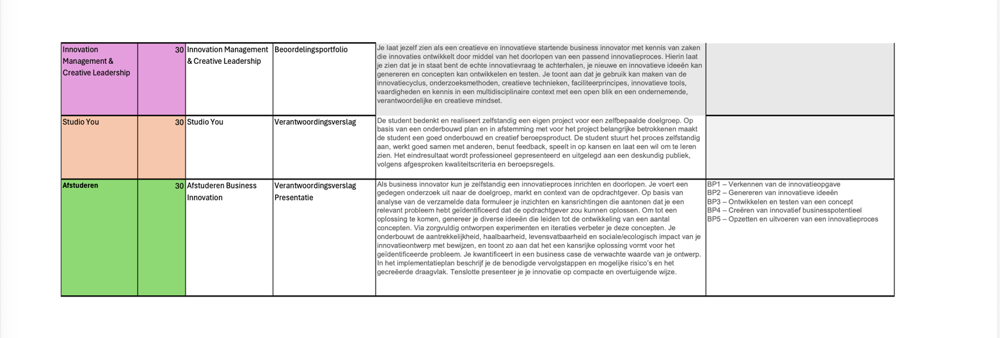 Innovation
Management &
Creative Leadership
30
Innovation Management
& Creative Leadership
Beoordelingsportfolio
Je laat jezelf zien als een creatieve en innovatieve startende business innovator met kennis van zaken
die innovaties ontwikkelt door middel van het doorlopen van een passend innovatieproces. Hierin laat
je zien dat je in staat bent de echte innovatievraag te achterhalen, je nieuwe en innovatieve ideeën kan
genereren en concepten kan ontwikkelen en testen. Je toont aan dat je gebruik kan maken van de
innovatiecyclus, onderzoeksmethoden, creatieve technieken, faciliteerprincipes, innovatieve tools,
vaardigheden en kennis in een multidisciplinaire context met een open blik en een ondernemende,
verantwoordelijke en creatieve mindset.
Studio You
30
Studio You
Verantwoordingsverslag
De student bedenkt en realiseert zelfstandig een eigen project voor een zelfbepaalde doelgroep. Op
basis van een onderbouwd plan en in afstemming met voor het project belangrijke betrokkenen maakt
de student een goed onderbouwd en creatief beroepsproduct. De student stuurt het proces zelfstandig
aan, werkt goed samen met anderen, benut feedback, speelt in op kansen en laat een wil om te leren
zien. Het eindresultaat wordt professioneel gepresenteerd en uitgelegd aan een deskundig publiek,
volgens afgesproken kwaliteitscriteria en beroepsregels.
Afstuderen
30
Afstuderen Business
Innovation
Verantwoordingsverslag
Presentatie
Als business innovator kun je zelfstandig een innovatieproces inrichten en doorlopen. Je voert een
gedegen onderzoek uit naar de doelgroep, markt en context van de opdrachtgever. Op basis van
analyse van de verzamelde data formuleer je inzichten en kansrichtingen die aantonen dat je een
relevant probleem hebt geïdentificeerd dat de opdrachtgever zou kunnen oplossen. Om tot een
oplossing te komen, genereer je diverse ideeën die leiden tot de ontwikkeling van een aantal
concepten. Via zorgvuldig ontworpen experimenten en iteraties verbeter je deze concepten. Je
onderbouwt de aantrekkelijkheid, haalbaarheid, levensvatbaarheid en sociale/ecologisch impact van je
innovatieontwerp met bewijzen, en toont zo aan dat het een kansrijke oplossing vormt voor het
geïdentificeerde probleem. Je kwantificeert in een business case de verwachte waarde van je ontwerp.
In het implementatieplan beschrijf je de benodigde vervolgstappen en mogelijke risico's en het
gecreëerde draagvlak. Tenslotte presenteer je je innovatie op compacte en overtuigende wijze.
BP1 – Verkennen van de innovatieopgave
BP2 – Genereren van innovatieve ideeën
BP3 – Ontwikkelen en testen van een concept
BP4 – Creëren van innovatief businesspotentieel
BP5 – Opzetten en uitvoeren van een innovatieproces